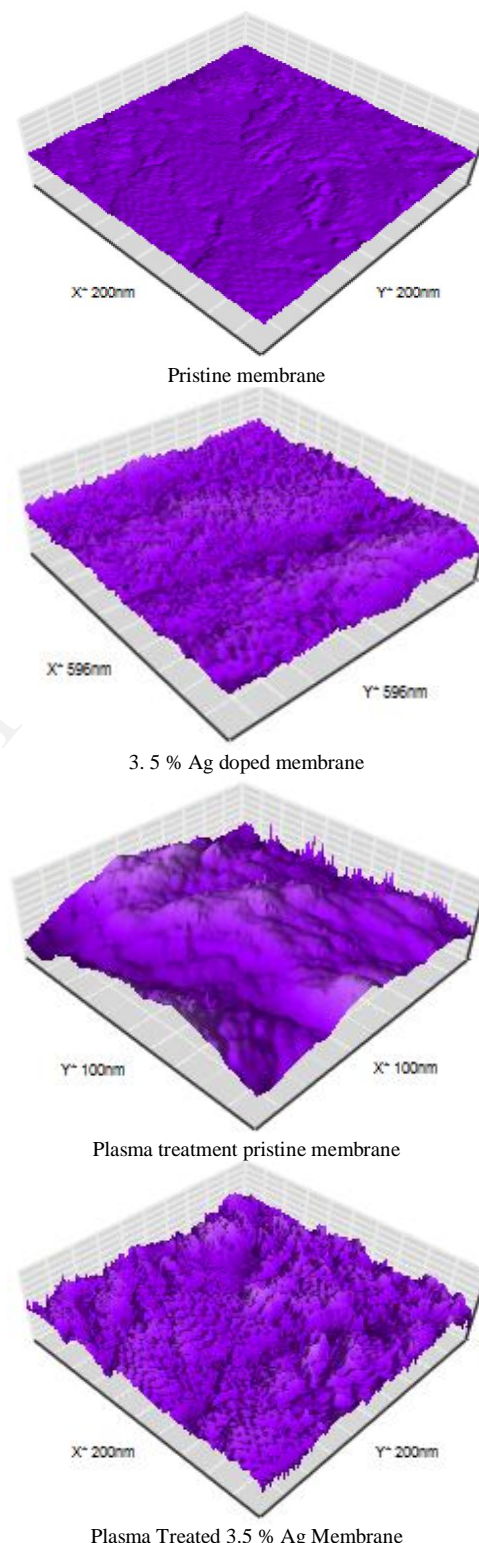 X* 200nm Y* 200nm
Pristine membrane
X* 596nm Y* 596nm
3. 5 % Ag doped membrane
Y* 100nm X* 100nm
Plasma treatment pristine membrane
X* 200nm Y* 200nm
Plasma Treated 3.5 % Ag Membrane